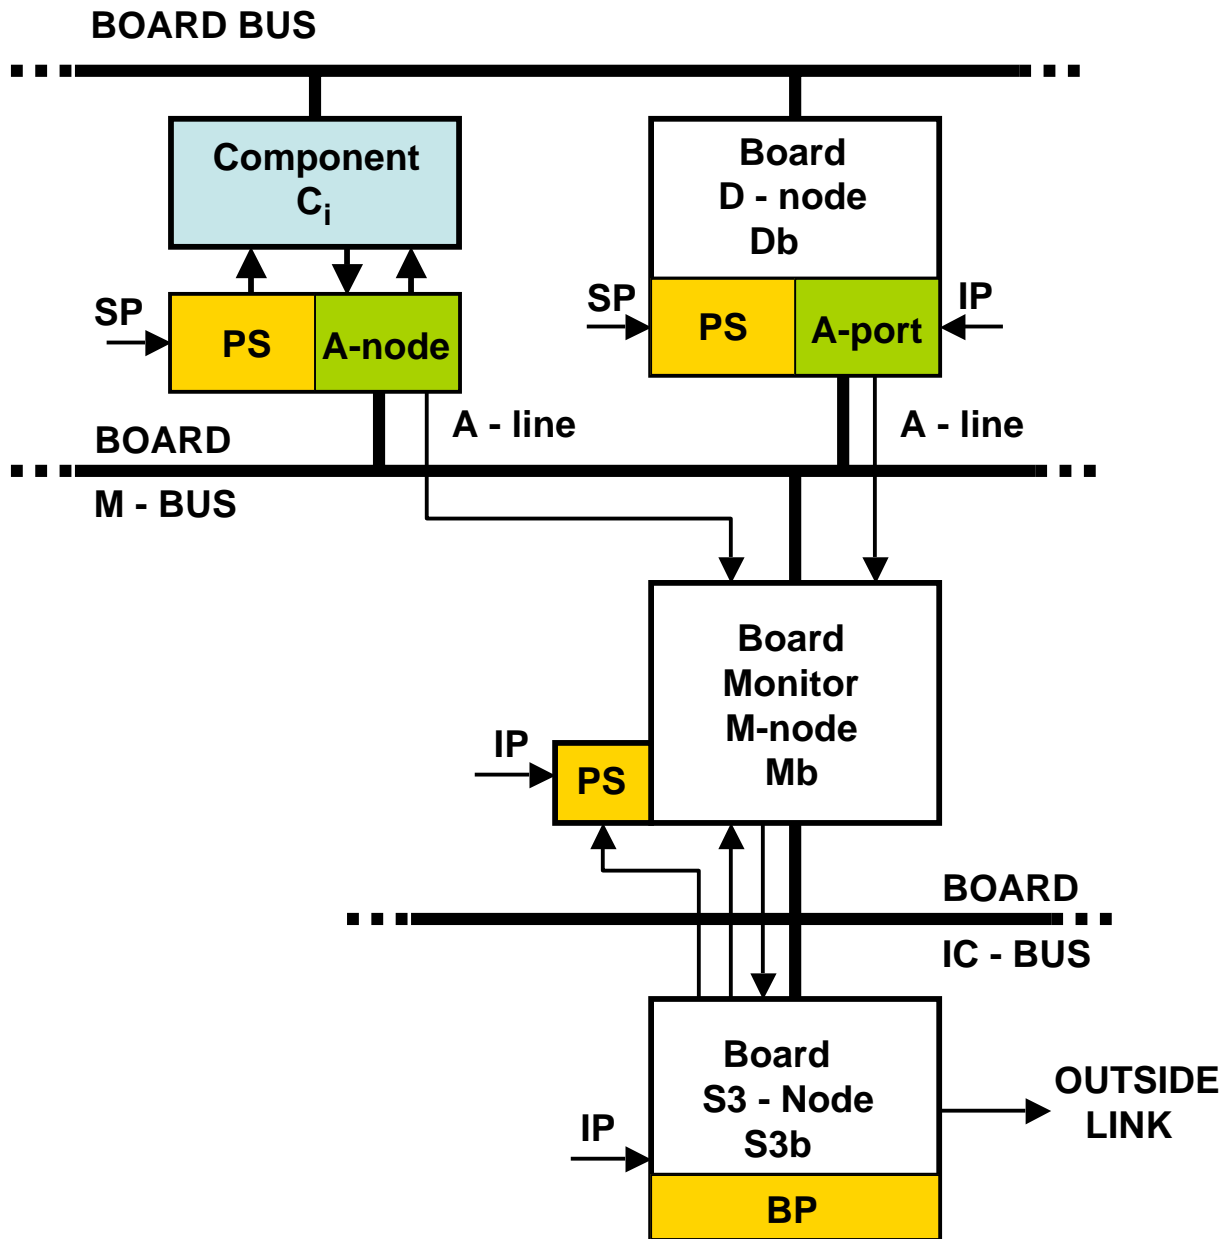 BOARD BUS
Component
Ci
Board
D - node
Db
SP
PS
A-node
SP
PS
A-port
IP
A - line
A - line
BOARD
M - BUS
Board
Monitor
M-node
Mb
IP
PS
BOARD
IC - BUS
Board
S3 - Node
S3b
IP
BP
OUTSIDE
LINK